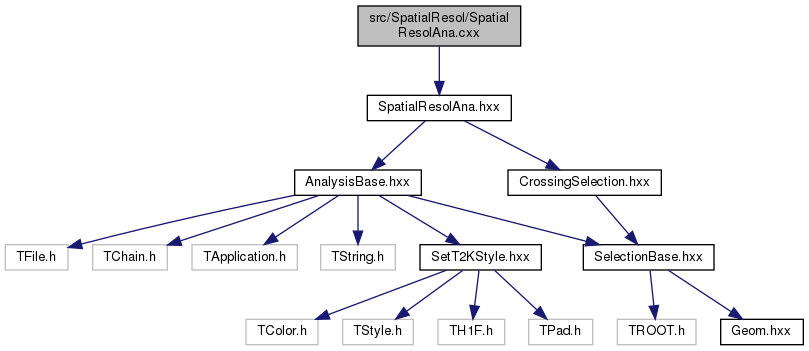 src/SpatialResol/Spatial
ResolAna.cxx
SpatialResolAna.hxx
AnalysisBase.hxx
CrossingSelection.hxx
TFile.h
TChain.h
TApplication.h
TString.h
SetT2KStyle.hxx
SelectionBase.hxx
TColor.h
TStyle.h
TH1F.h
TPad.h
TROOT.h
Geom.hxx